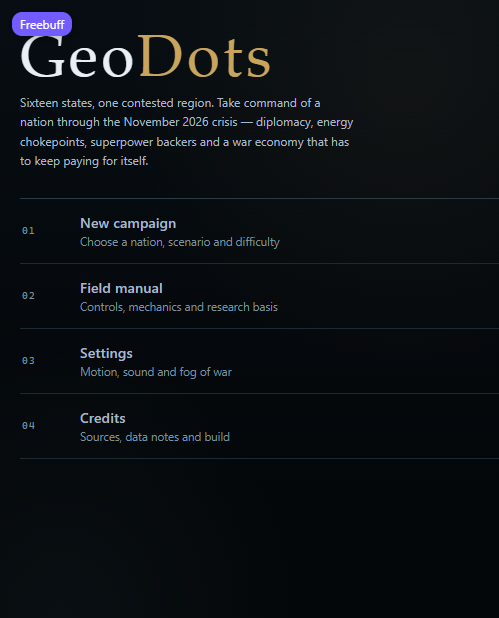 Freebuff
GeoDots
Sixteen states, one contested region. Take command of a
nation through the November 2026 crisis — diplomacy, energy
chokepoints, superpower backers and a war economy that has
to keep paying for itself.
01
New campaign
Choose a nation, scenario and difficulty
02
Field manual
Controls, mechanics and research basis
03
Settings
Motion, sound and fog of war
04
Credits
Sources, data notes and build